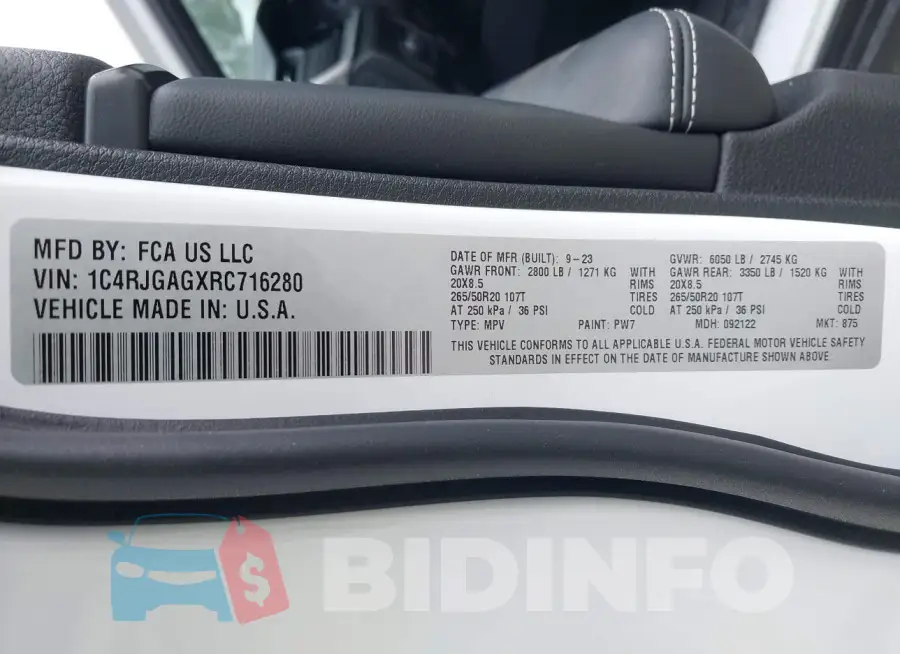 MFD BY: FCA US LLC
VIN: 1C4RJGAGXRC716280
VEHICLE MADE IN: U.S.A.
DATE OF MFR (BUILT): 9-23 GVWR: 6050 LB / 2745 KG
GAWR FRONT: 2800 LB / 1271 KG WITH GAWR REAR: 3350 LB / 1520 KG WITH
20X8.5 RIMS 20X8.5 RIMS
265/50R20 107T TIRES 265/50R20 107T TIRES
AT 250 kPa / 36 PSI COLD AT 250 kPa / 36 PSI COLD
TYPE: MPV PAINT: PW7 MDH: 092122 MKT: 875
THIS VEHICLE CONFORMS TO ALL APPLICABLE U.S.A. FEDERAL MOTOR VEHICLE SAFETY
STANDARDS IN EFFECT ON THE DATE OF MANUFACTURE SHOWN ABOVE
$ BIDINFO